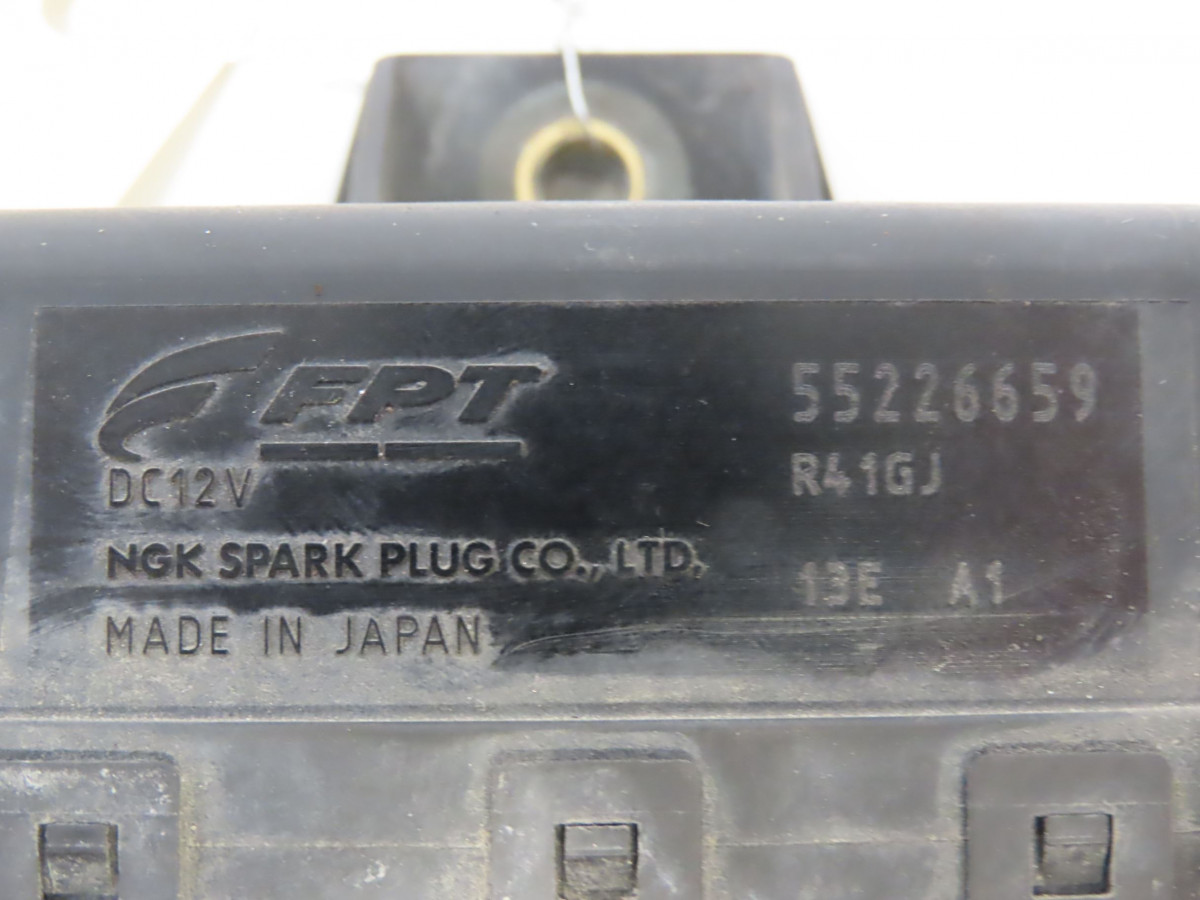 FPT
DC12V
NGK SPARK PLUG CO., LTD,
MADE IN JAPAN
55226659
R41GJ
13E A1